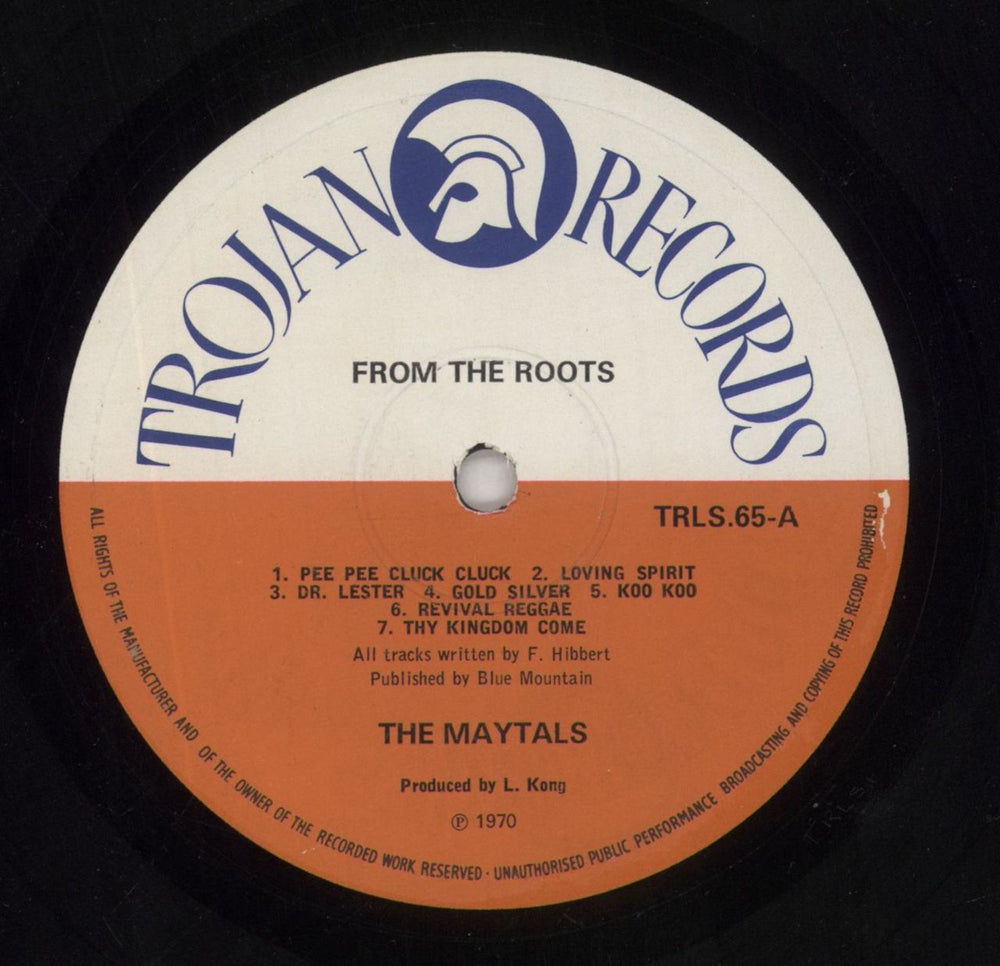 TROJAN RECORDS
FROM THE ROOTS
TRLS.65-A
1. PEE PEE CLUCK CLUCK 2. LOVING SPIRIT
3. DR. LESTER 4. GOLD SILVER 5. KOO KOO
6. REVIVAL REGGAE
7. THY KINGDOM COME
All tracks written by F. Hibbert
Published by Blue Mountain
THE MAYTALS
Produced by L. Kong
℗ 1970
ALL RIGHTS OF THE MANUFACTURER AND OF THE OWNER OF THE RECORDED WORK RESERVED · UNAUTHORISED PUBLIC PERFORMANCE BROADCASTING AND COPYING OF THIS RECORD PROHIBITED